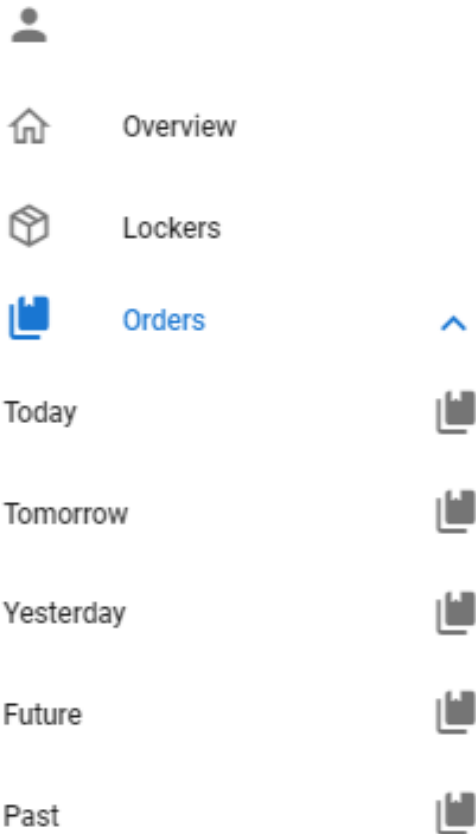 Overview
Lockers
Orders
Today
Tomorrow
Yesterday
Future
Past